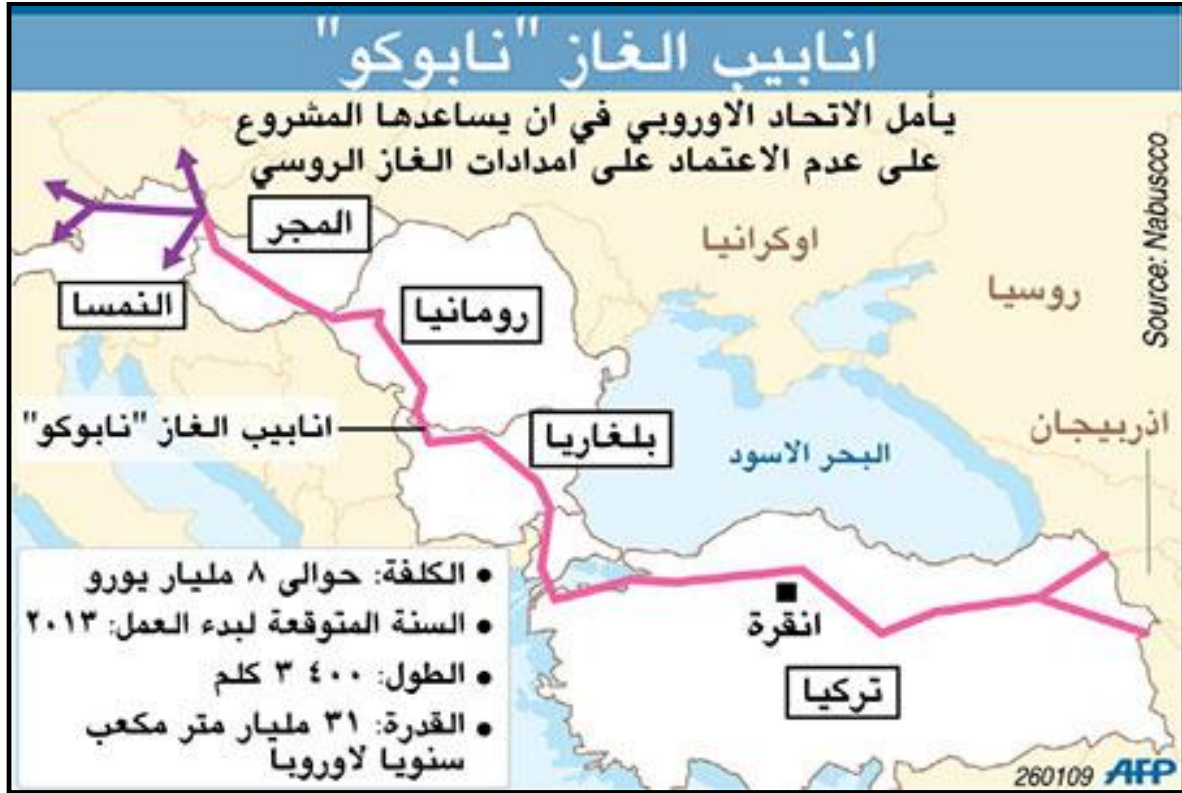 انابيب الغاز "نابوكو"
يأمل الاتحاد الاوروبي في ان يساعدها المشروع
على عدم الاعتماد على امدادات الغاز الروسي
Source: Nabuscco
المجر
اوكرانيا
روسيا
النمسا
رومانيا
اذربيجان
انابيب الغاز "نابوكو"
بلغاريا
البحر الاسود
انقرة
تركيا
• الكلفة: حوالى ٨ مليار يورو
• السنة المتوقعة لبدء العمل: ٢٠١٣
• الطول: ٤٠٠ ٣ كلم
• القدرة: ٣١ مليار متر مكعب
سنويا لاوروبا
260109 AFP